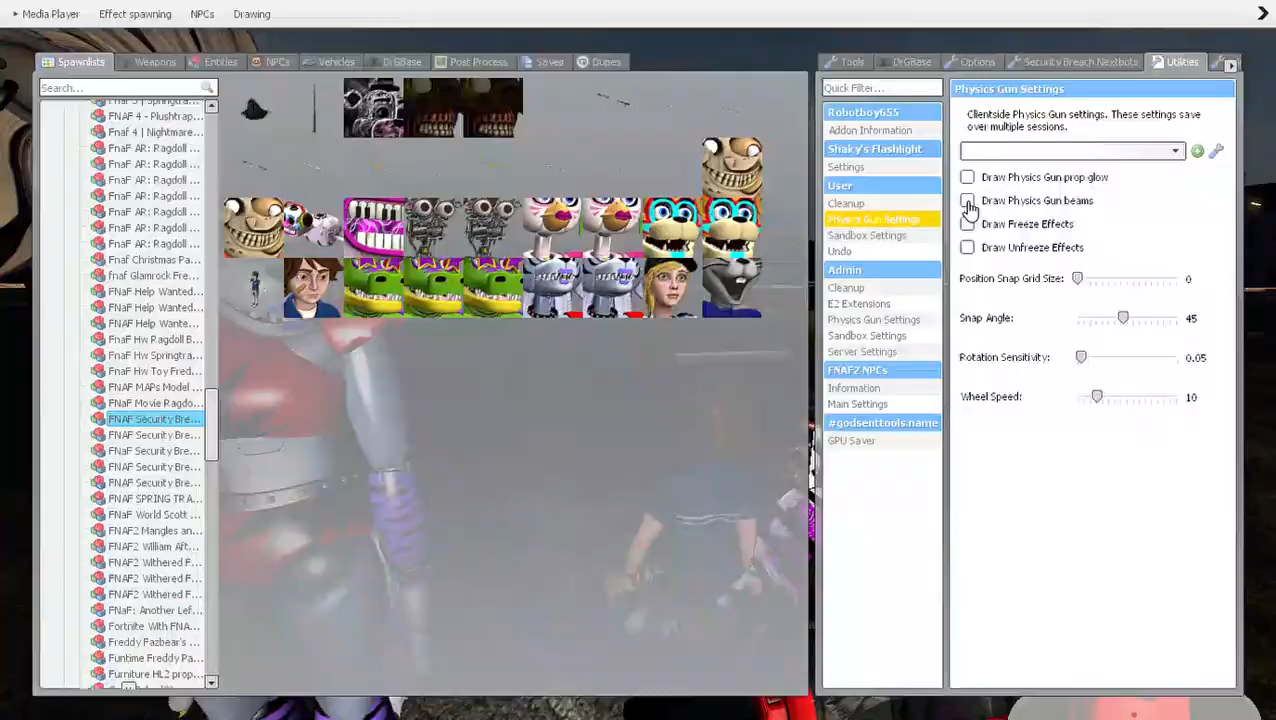 Media Player
Effect spawning
NPCs
Drawing
Spawnlists
Weapons
Entities
NPCs
Vehicles
DrGBase
Post Process
Saves
Dupes
Search...
FNAF 4 - Plushtrap...
Fnaf 4 | Nightmare...
FnaF AR: Ragdoll ...
FnaF AR: Ragdoll ...
FnaF AR: Ragdoll ...
FnaF AR: Ragdoll ...
FnaF AR: Ragdoll ...
FnaF AR: Ragdoll ...
FnaF AR: Ragdoll ...
Fnaf Christmas Pa...
fnaf Glamrock Fre...
FNAF Help Wanted...
FNAF Help Wanted...
FNAF Help Wante...
FnaF Hw Ragdoll B...
FnaF Hw Springtra...
FnaF Hw Toy Fred...
FNAF MAPs Model ...
FNAF Movie Ragdo...
FNAF Security Bre...
FNAF Security Bre...
FnaF Security Bre...
FNAF Security Bre...
FNAF Security Bre...
FNAF SPRING TRA...
FnaF World Scott ...
FNAF2 Mangles an...
FNAF2 William Aft...
FNAF2 Withered F...
FNAF2 Withered F...
FNAF2 Withered F...
FNaF: Another Lef...
Fortnite With FNA...
Freddy Fazbear's ...
Funtime Freddy Pa...
Furniture HL2 prop...
Tools
DrGBase
Options
Security Breach Nextbots
Utilities
Quick Filter...
Robotboy655
Addon Information
Shaky's Flashlight
Settings
User
Cleanup
Physics Gun Settings
Sandbox Settings
Undo
Admin
Cleanup
E2 Extensions
Physics Gun Settings
Sandbox Settings
Server Settings
FNAF2 NPCs
Information
Main Settings
#godsenttools.name
GPU Saver
Physics Gun Settings
Clientside Physics Gun settings. These settings save
over multiple sessions.
Draw Physics Gun prop glow
Draw Physics Gun beams
Draw Freeze Effects
Draw Unfreeze Effects
Position Snap Grid Size: 0
Snap Angle: 45
Rotation Sensitivity: 0.05
Wheel Speed: 10